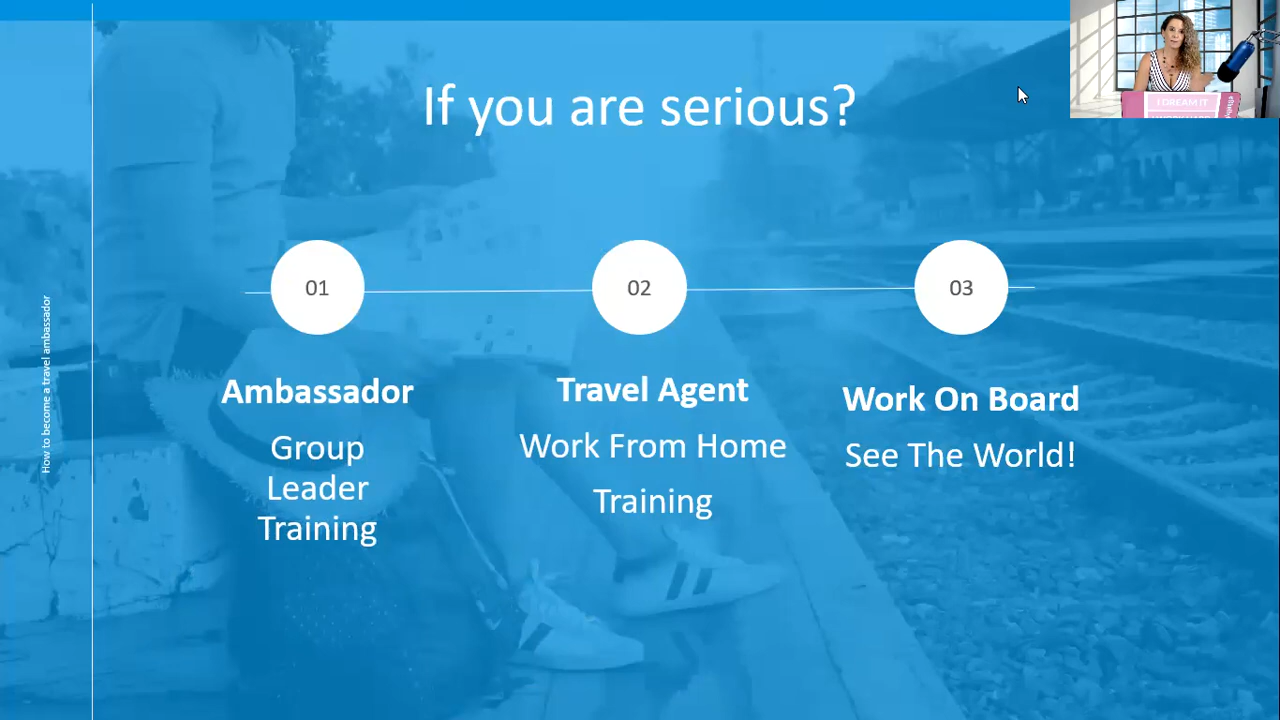 If you are serious?
01
02
03
Ambassador
Group
Leader
Training
Travel Agent
Work From Home
Training
Work On Board
See The World!
How to become a travel ambassador
I DREAM IT